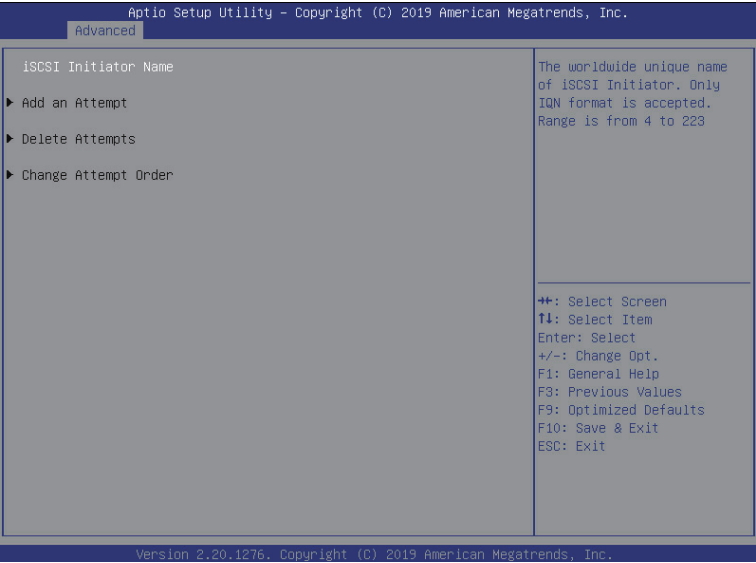 Aptio Setup Utility – Copyright (C) 2019 American Megatrends, Inc.
Advanced
iSCSI Initiator Name
▶ Add an Attempt
▶ Delete Attempts
▶ Change Attempt Order
The worldwide unique name
of iSCSI Initiator. Only
IQN format is accepted.
Range is from 4 to 223
→←: Select Screen
↑↓: Select Item
Enter: Select
+/-: Change Opt.
F1: General Help
F3: Previous Values
F9: Optimized Defaults
F10: Save & Exit
ESC: Exit
Version 2.20.1276. Copyright (C) 2019 American Megatrends, Inc.